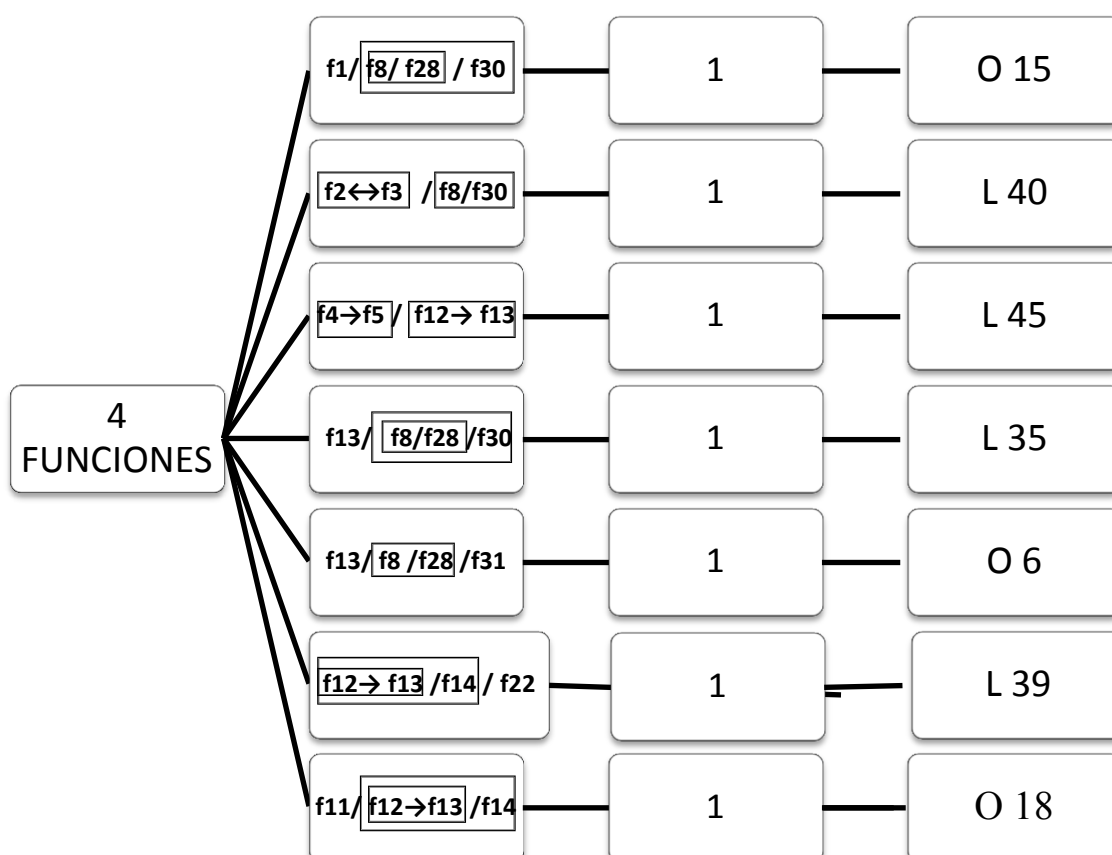 f1/ f8/ f28 / f30 1 O 15
f2↔f3 / f8/f30 1 L 40
f4→f5 / f12→ f13 1 L 45
4
FUNCIONES
f13/ f8/f28 /f30 1 L 35
f13/ f8 /f28 /f31 1 O 6
f12→ f13 /f14 / f22 1 L 39
f11/ f12→f13 /f14 1 O 18